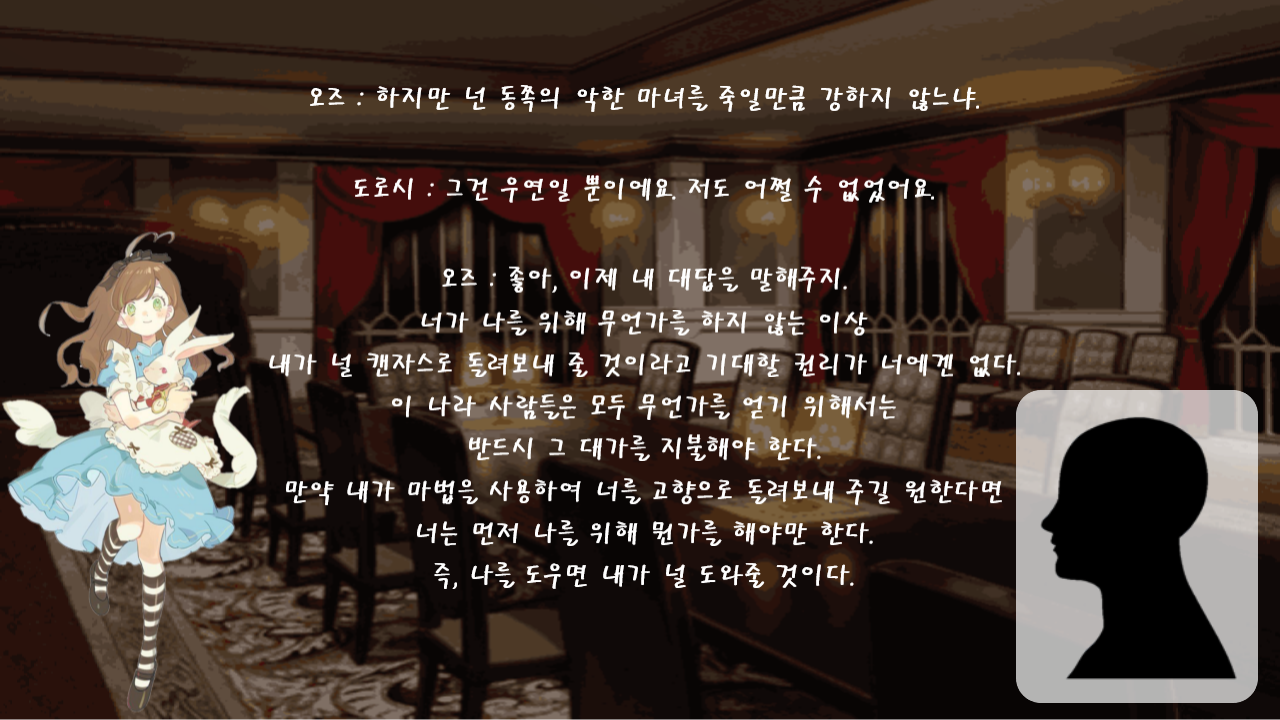 오즈 : 하지만 넌 동쪽의 악한 마녀를 죽일만큼 강하지 않느냐.
도로시 : 그건 우연일 뿐이에요. 저도 어쩔 수 없었어요.
오즈 : 좋아, 이제 내 대답을 말해주지.
너가 나를 위해 무언가를 하지 않는 이상
내가 널 캔자스로 돌려보내 줄 것이라고 기대할 권리가 너에겐 없다.
이 나라 사람들은 모두 무언가를 얻기 위해서는
반드시 그 대가를 지불해야 한다.
만약 내가 마법을 사용하여 너를 고향으로 돌려보내 주길 원한다면
너는 먼저 나를 위해 뭔가를 해야만 한다.
즉, 나를 도우면 내가 널 도와줄 것이다.